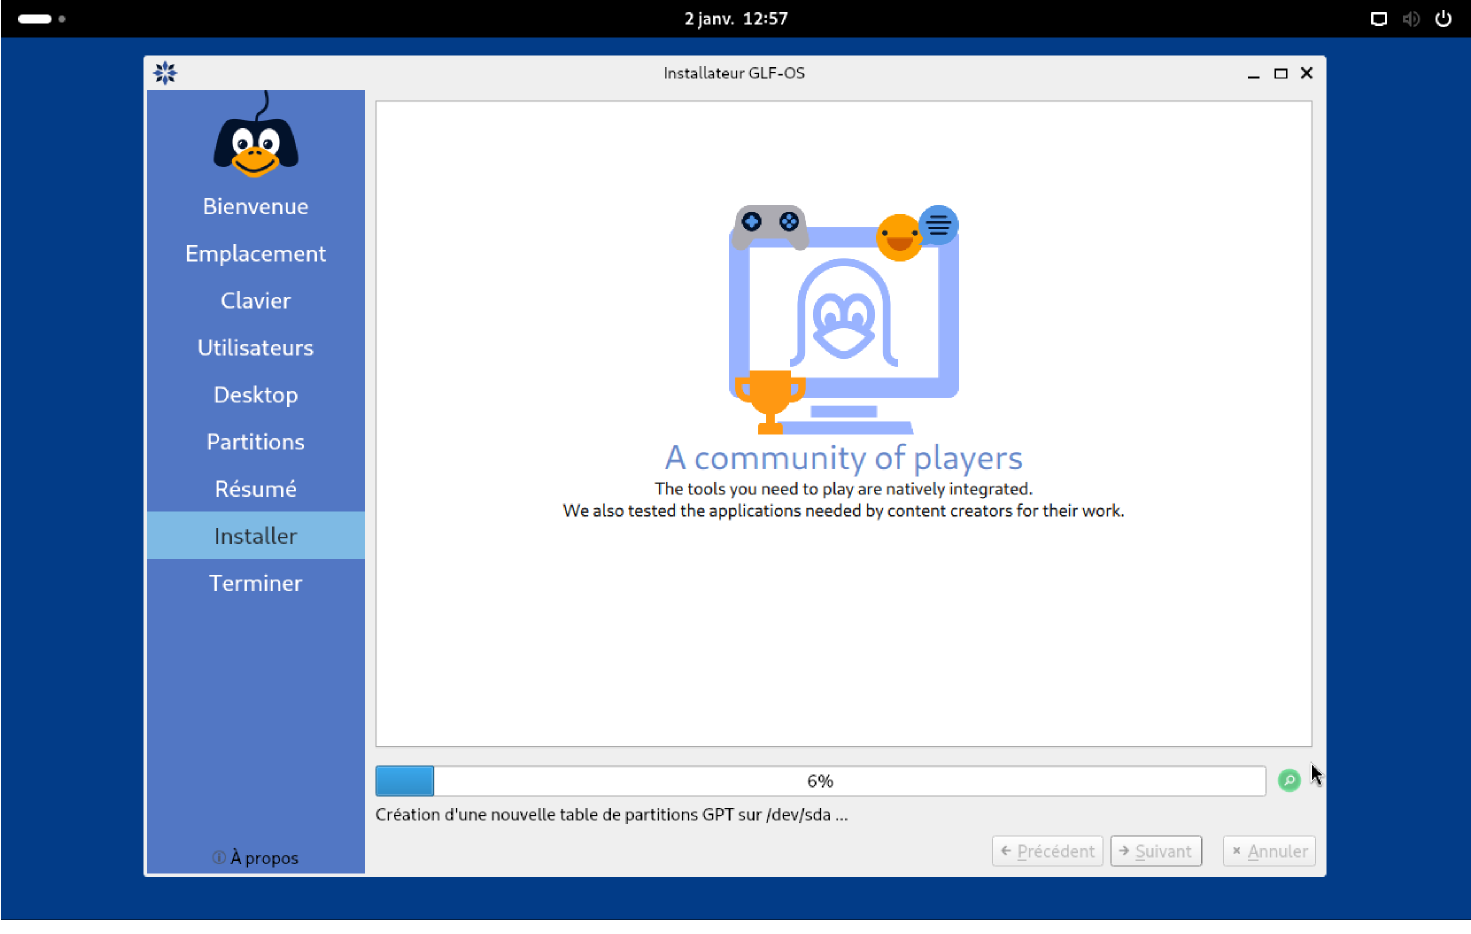 2 janv. 12:57
Installateur GLF-OS
Bienvenue
Emplacement
Clavier
Utilisateurs
Desktop
Partitions
Résumé
Installer
Terminer
À propos
A community of players
The tools you need to play are natively integrated.
We also tested the applications needed by content creators for their work.
6%
Création d'une nouvelle table de partitions GPT sur /dev/sda ...
Précédent
Suivant
Annuler